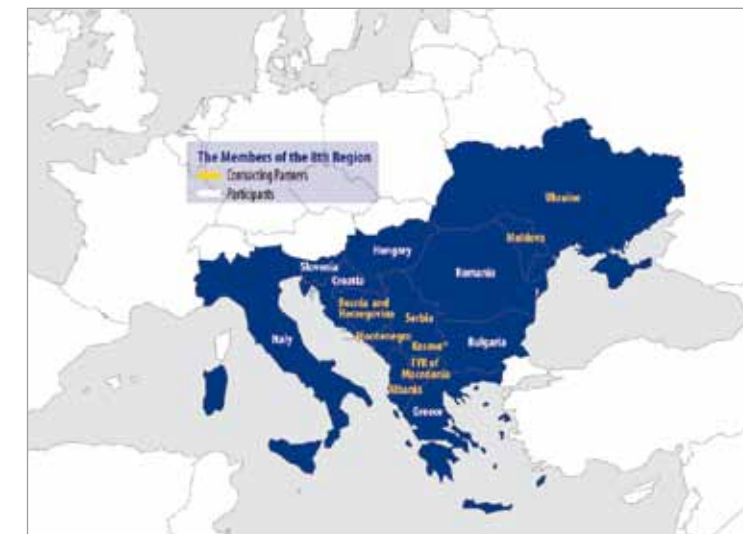 The Members of the 8th Region
Contracting Partners
Participants
Ukraine
Moldova
Hungary
Slovenia
Croatia
Romania
Bosnia and
Herzegovina
Serbia
Italy
Montenegro
Kosovo*
Bulgaria
FYR of
Macedonia
Albania
Greece